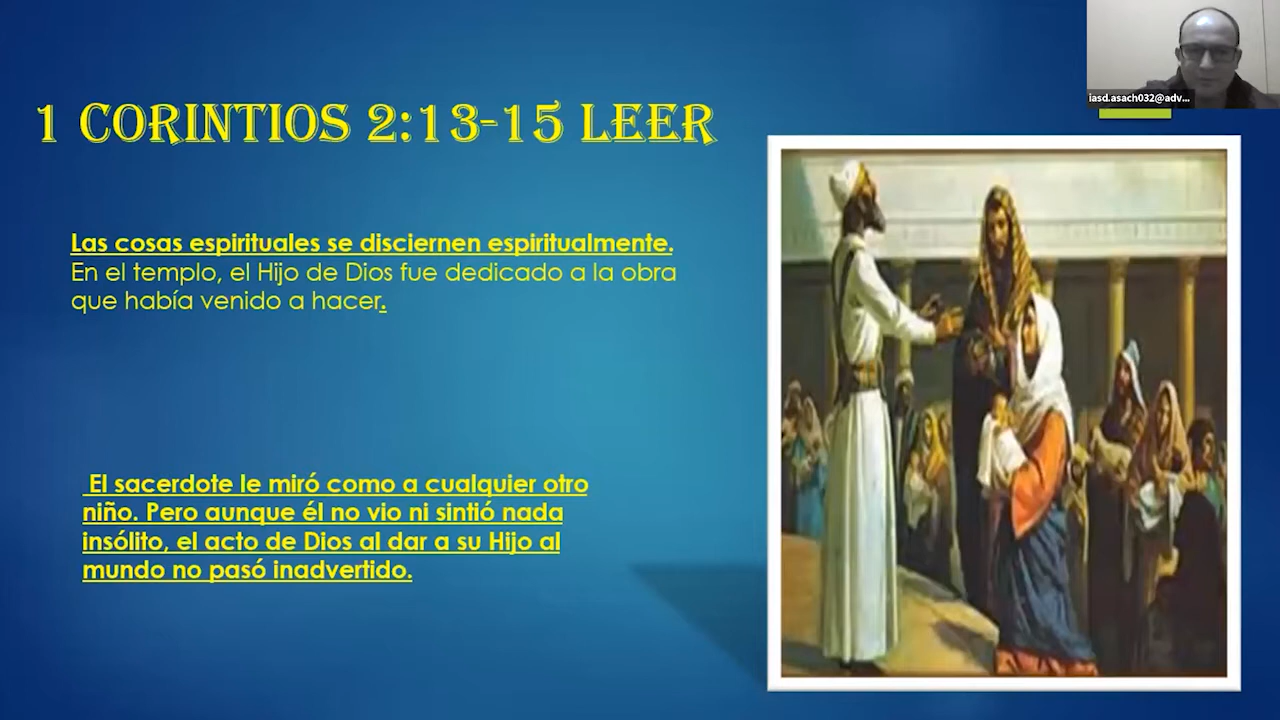 1 CORINTIOS 2:13-15 LEER
Las cosas espirituales se disciernen espiritualmente.
En el templo, el Hijo de Dios fue dedicado a la obra
que había venido a hacer.
El sacerdote le miró como a cualquier otro
niño. Pero aunque él no vio ni sintió nada
insólito, el acto de Dios al dar a su Hijo al
mundo no pasó inadvertido.
iasd.asach032@adv...